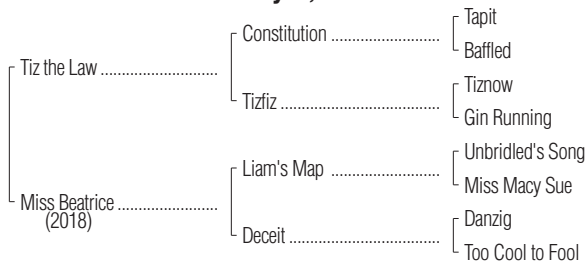 Tapit
Constitution
Baffled
Tiz the Law
Tiznow
Tizfiz
Gin Running
Unbridled's Song
Liam's Map
Miss Macy Sue
Miss Beatrice
(2018)
Danzig
Deceit
Too Cool to Fool